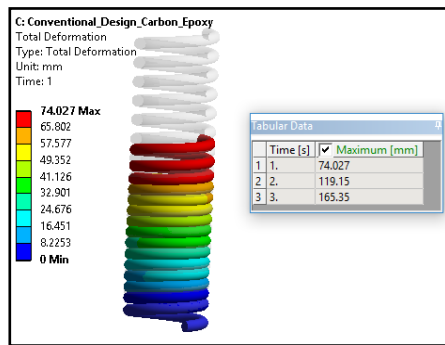 C: Conventional_Design_Carbon_Epoxy
Total Deformation
Type: Total Deformation
Unit: mm
Time: 1
74.027 Max
65.802
57.577
49.352
41.126
32.901
24.676
16.451
8.2253
0 Min
Tabular Data
Time [s] Maximum [mm]
1 1. 74.027
2 2. 119.15
3 3. 165.35